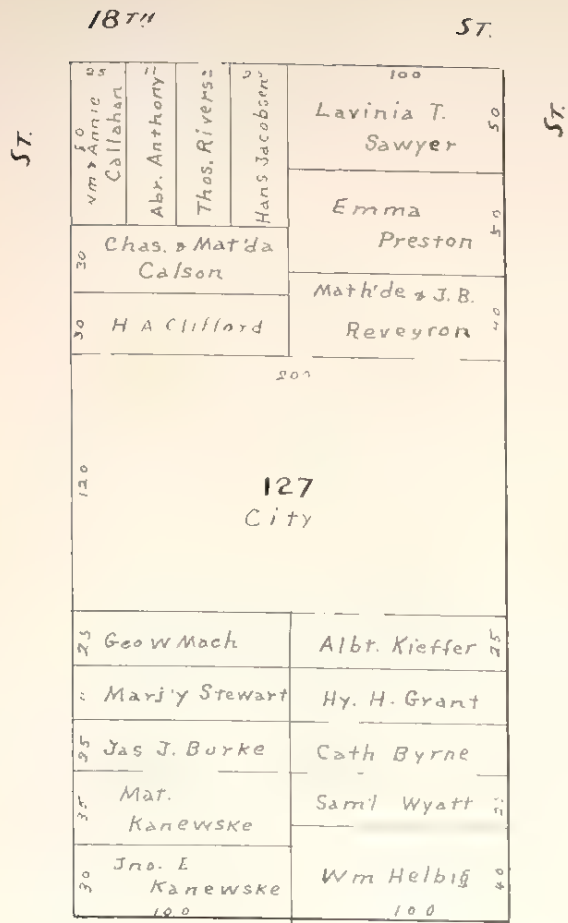 18TH ST.
ST.
ST.
25
80
Wm & Annie
Callahan
"
Abr. Anthony
Thos. Rivers
"
Hans Jacobsen
100
Lavinia T.
Sawyer
50
Emma
Preston
50
30
Chas. & Mat'da
Calson
Math'de & J. B.
Reveyron
40
30
H A Clifford
200
120
127
City
25
Geo W Mach
Albt. Kieffer
25
"
Marj'y Stewart
Hy. H. Grant
25
Jas J. Burke
Cath Byrne
35
Mat.
Kanewske
Sam'l Wyatt
30
Jno. E
Kanewske
100
Wm Helbig
40
100